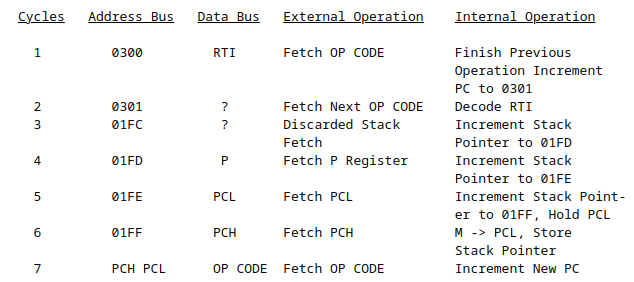 Cycles Address Bus Data Bus External Operation Internal Operation
1 0300 RTI Fetch OP CODE Finish Previous
Operation Increment
PC to 0301
2 0301 ? Fetch Next OP CODE Decode RTI
3 01FC ? Discarded Stack Increment Stack
Fetch Pointer to 01FD
4 01FD P Fetch P Register Increment Stack
Pointer to 01FE
5 01FE PCL Fetch PCL Increment Stack Point-
er to 01FF, Hold PCL
6 01FF PCH Fetch PCH M -> PCL, Store
Stack Pointer
7 PCH PCL OP CODE Fetch OP CODE Increment New PC